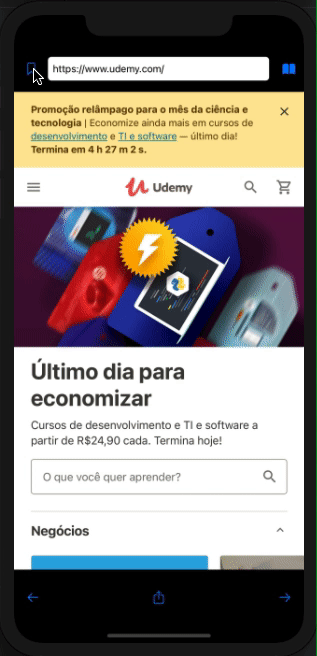 https://www.udemy.com/
Promoção relâmpago para o mês da ciência e
tecnologia | Economize ainda mais em cursos de
desenvolvimento e TI e software — último dia!
Termina em 4 h 27 m 2 s.
Udemy
Último dia para
economizar
Cursos de desenvolvimento e TI e software a
partir de R$24,90 cada. Termina hoje!
O que você quer aprender?
Negócios